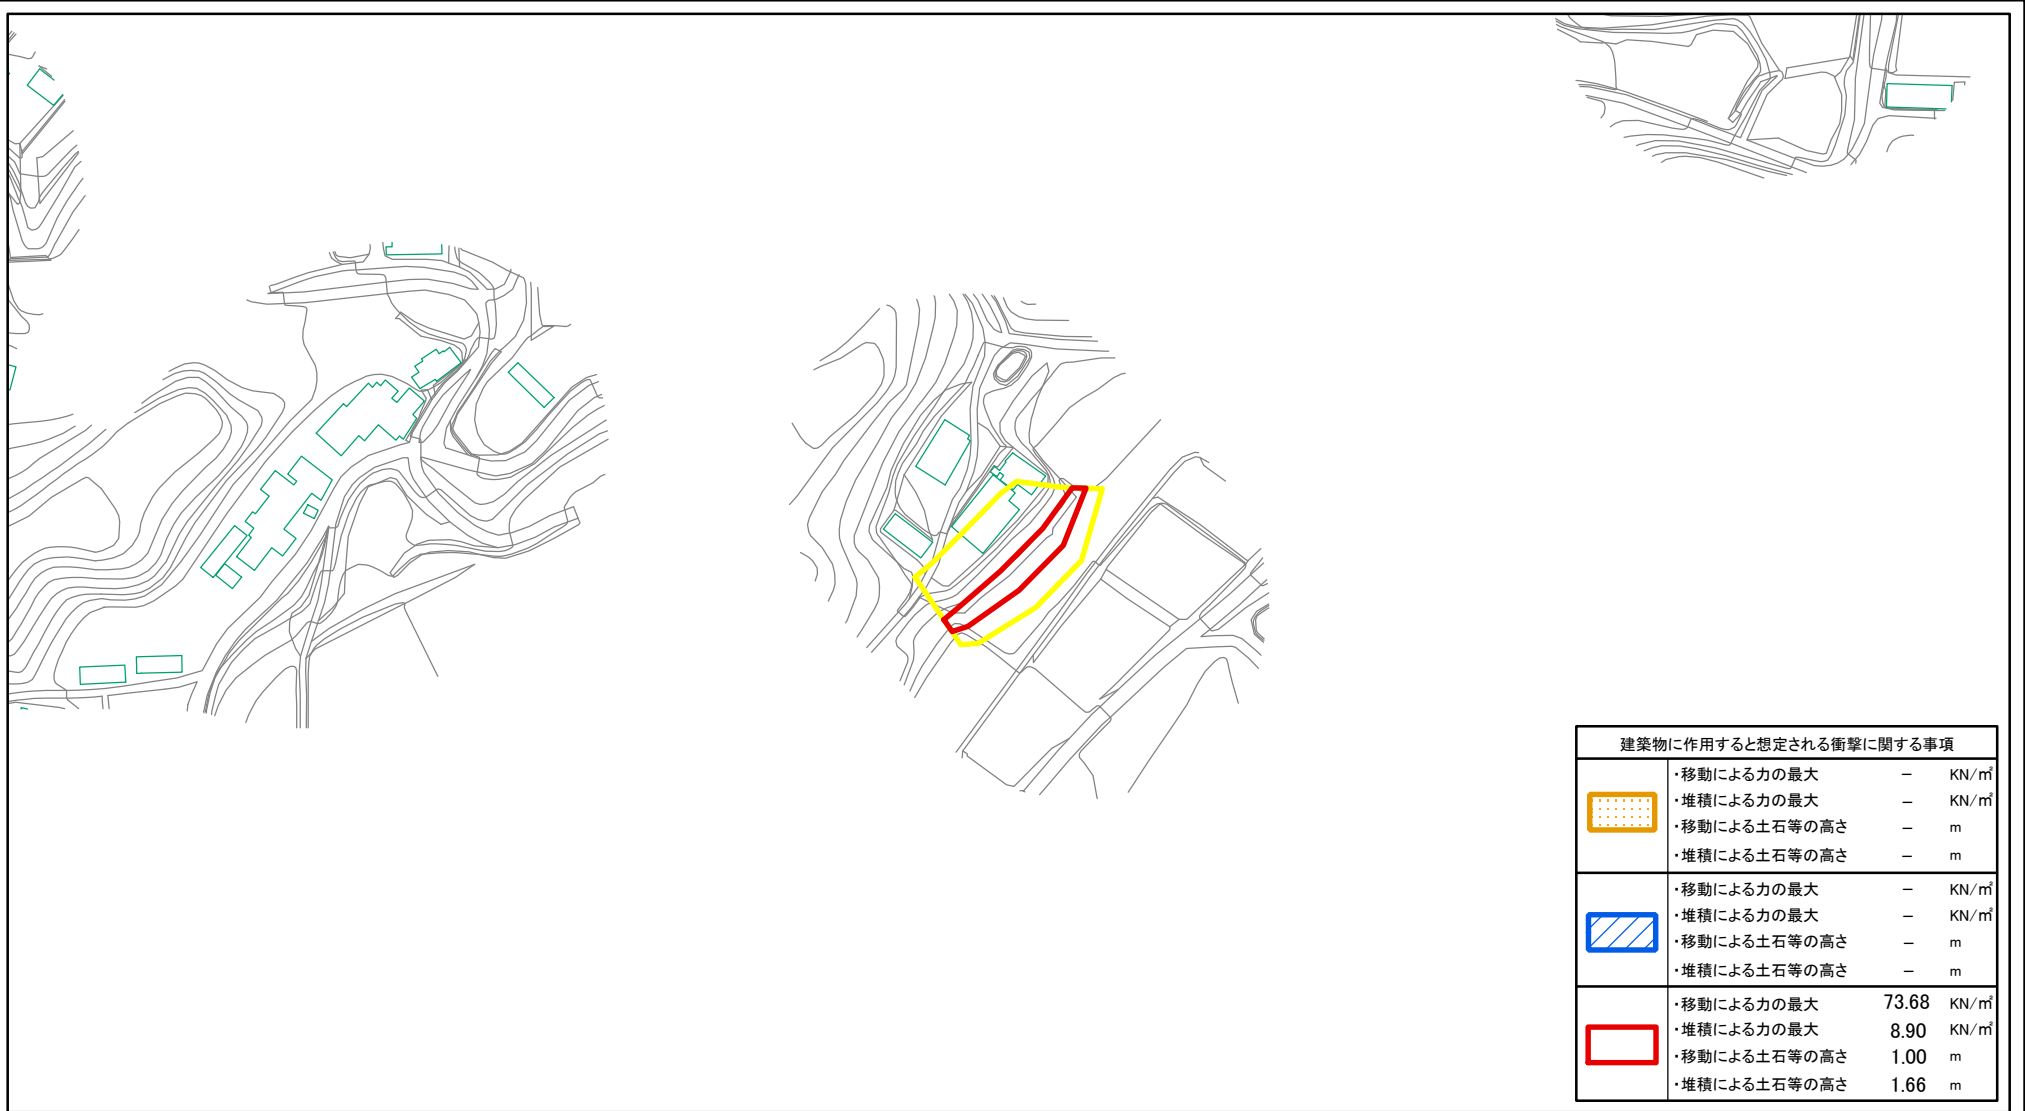 建築物に作用すると想定される衝撃に関する事項
・移動による力の最大 － KN/㎡
・堆積による力の最大 － KN/㎡
・移動による土石等の高さ － m
・堆積による土石等の高さ － m
・移動による力の最大 － KN/㎡
・堆積による力の最大 － KN/㎡
・移動による土石等の高さ － m
・堆積による土石等の高さ － m
・移動による力の最大 73.68 KN/㎡
・堆積による力の最大 8.90 KN/㎡
・移動による土石等の高さ 1.00 m
・堆積による土石等の高さ 1.66 m